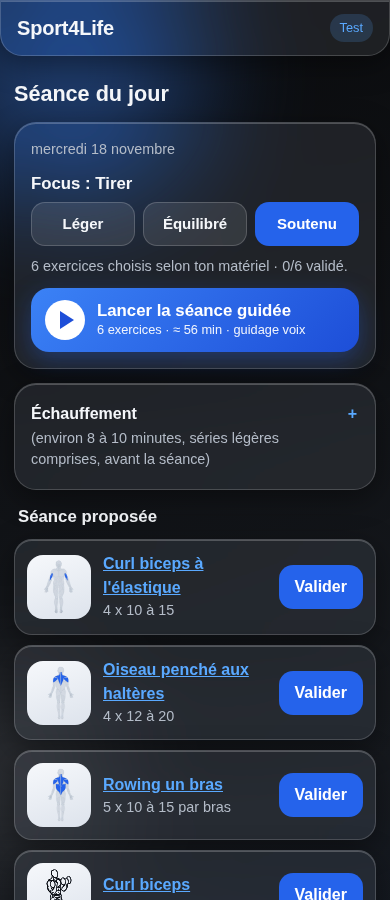 Sport4Life
Test
Séance du jour
mercredi 18 novembre
Focus : Tirer
Léger
Équilibré
Soutenu
6 exercices choisis selon ton matériel · 0/6 validé.
Lancer la séance guidée
6 exercices · ≈ 56 min · guidage voix
Échauffement
+
(environ 8 à 10 minutes, séries légères
comprises, avant la séance)
Séance proposée
Curl biceps à
l'élastique
4 x 10 à 15
Valider
Oiseau penché aux
haltères
4 x 12 à 20
Valider
Rowing un bras
5 x 10 à 15 par bras
Valider
Curl biceps
Valider